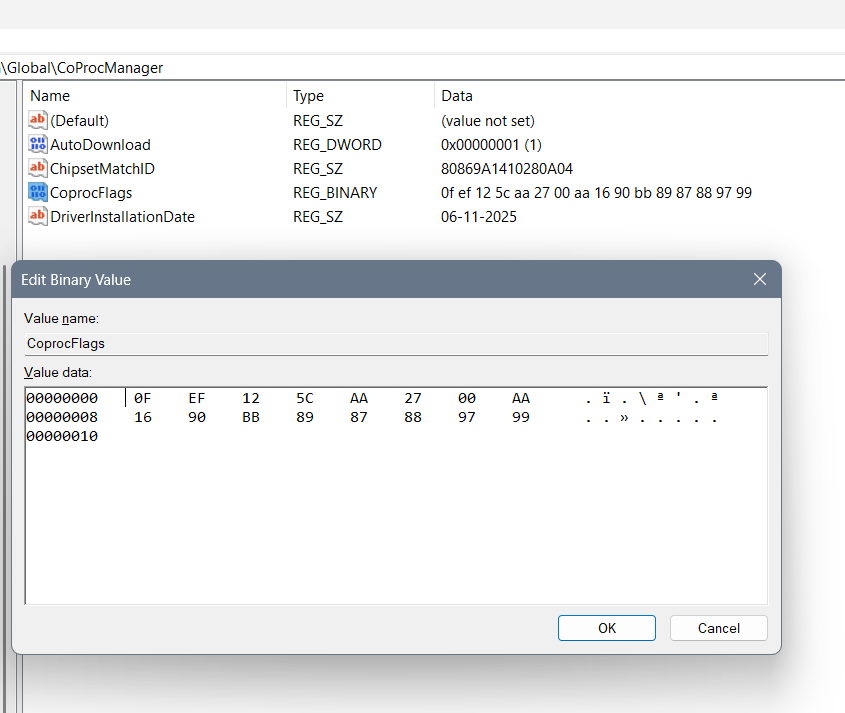 \Global\CoProcManager
Name Type Data
(Default) REG_SZ (value not set)
AutoDownload REG_DWORD 0x00000001 (1)
ChipsetMatchID REG_SZ 80869A1410280A04
CoprocFlags REG_BINARY 0f ef 12 5c aa 27 00 aa 16 90 bb 89 87 88 97 99
DriverInstallationDate REG_SZ 06-11-2025
Edit Binary Value
Value name:
CoprocFlags
Value data:
00000000 0F EF 12 5C AA 27 00 AA . ï . \ ª ' . ª
00000008 16 90 BB 89 87 88 97 99 . . » . . . . .
00000010
OK Cancel